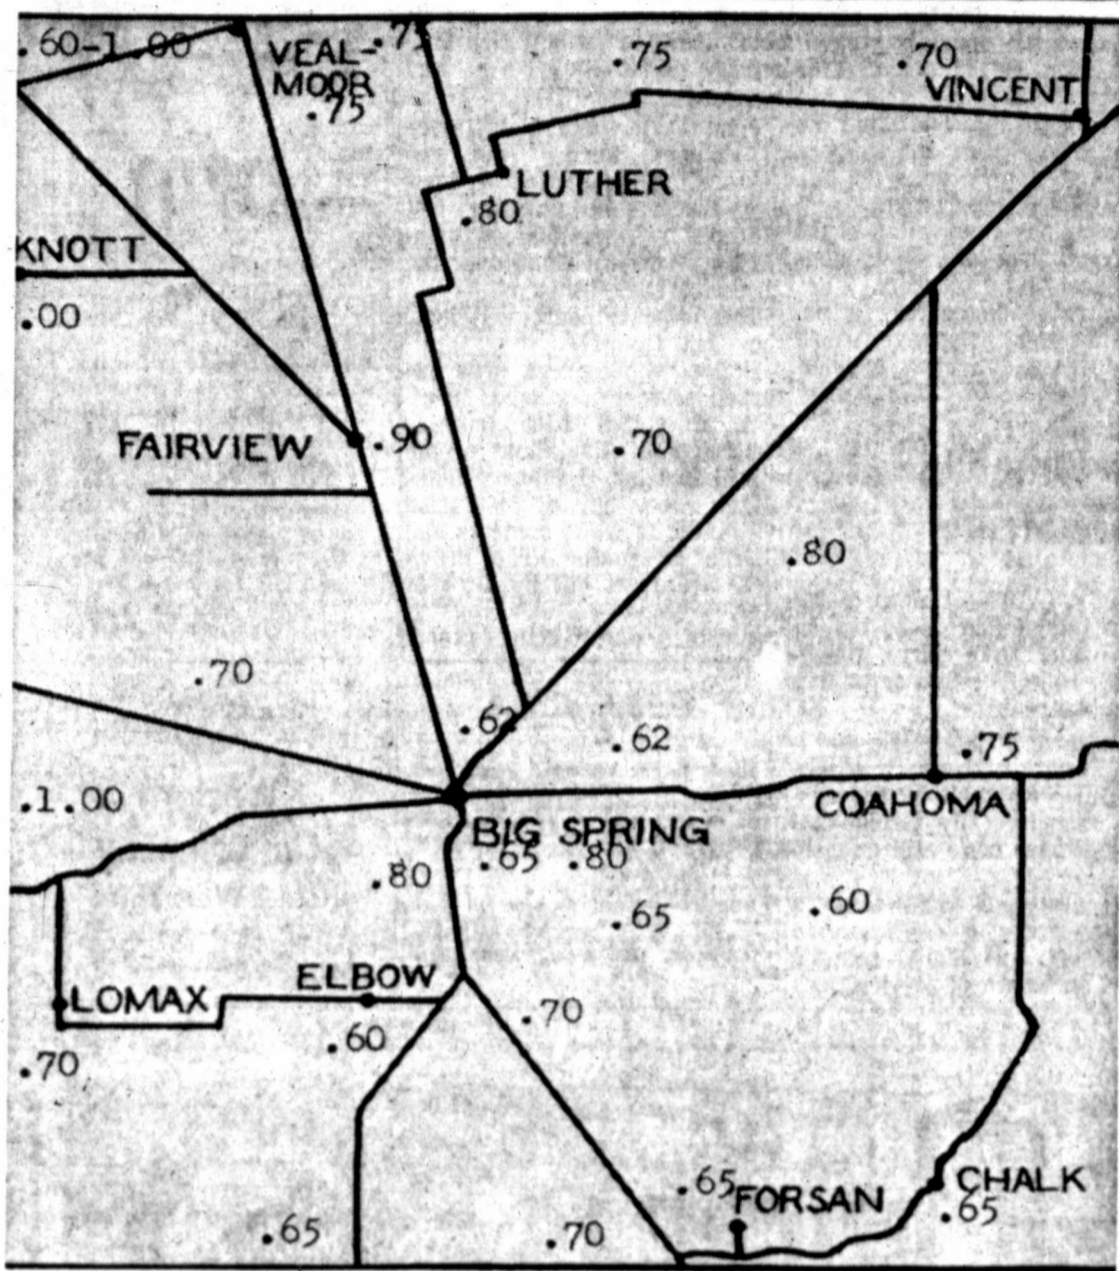 .60-1.00
VEAL-
MOOR
.75
.75
.75
.70
VINCENT
LUTHER
.80
KNOTT
.00
FAIRVIEW
.90
.70
.80
.70
.62
.62
.75
.1.00
COAHOMA
BIG SPRING
.65 .80
.80
.60
.65
ELBOW
LOMAX
.70
.60
.70
.65
FORSAN
CHALK
.65
.65
.70